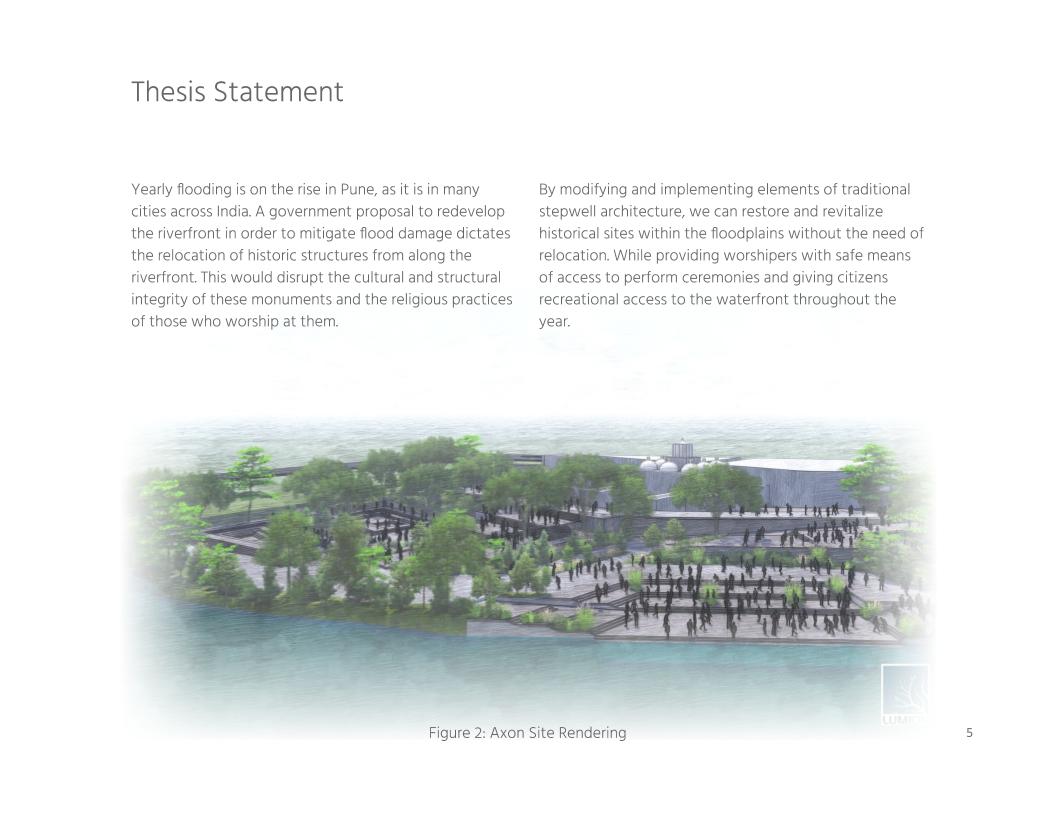 Thesis Statement
Yearly flooding is on the rise in Pune, as it is in many
cities across India. A government proposal to redevelop
the riverfront in order to mitigate flood damage dictates
the relocation of historic structures from along the
riverfront. This would disrupt the cultural and structural
integrity of these monuments and the religious practices
of those who worship at them.
By modifying and implementing elements of traditional
stepwell architecture, we can restore and revitalize
historical sites within the floodplains without the need of
relocation. While providing worshipers with safe means
of access to perform ceremonies and giving citizens
recreational access to the waterfront throughout the
year.
Figure 2: Axon Site Rendering
5